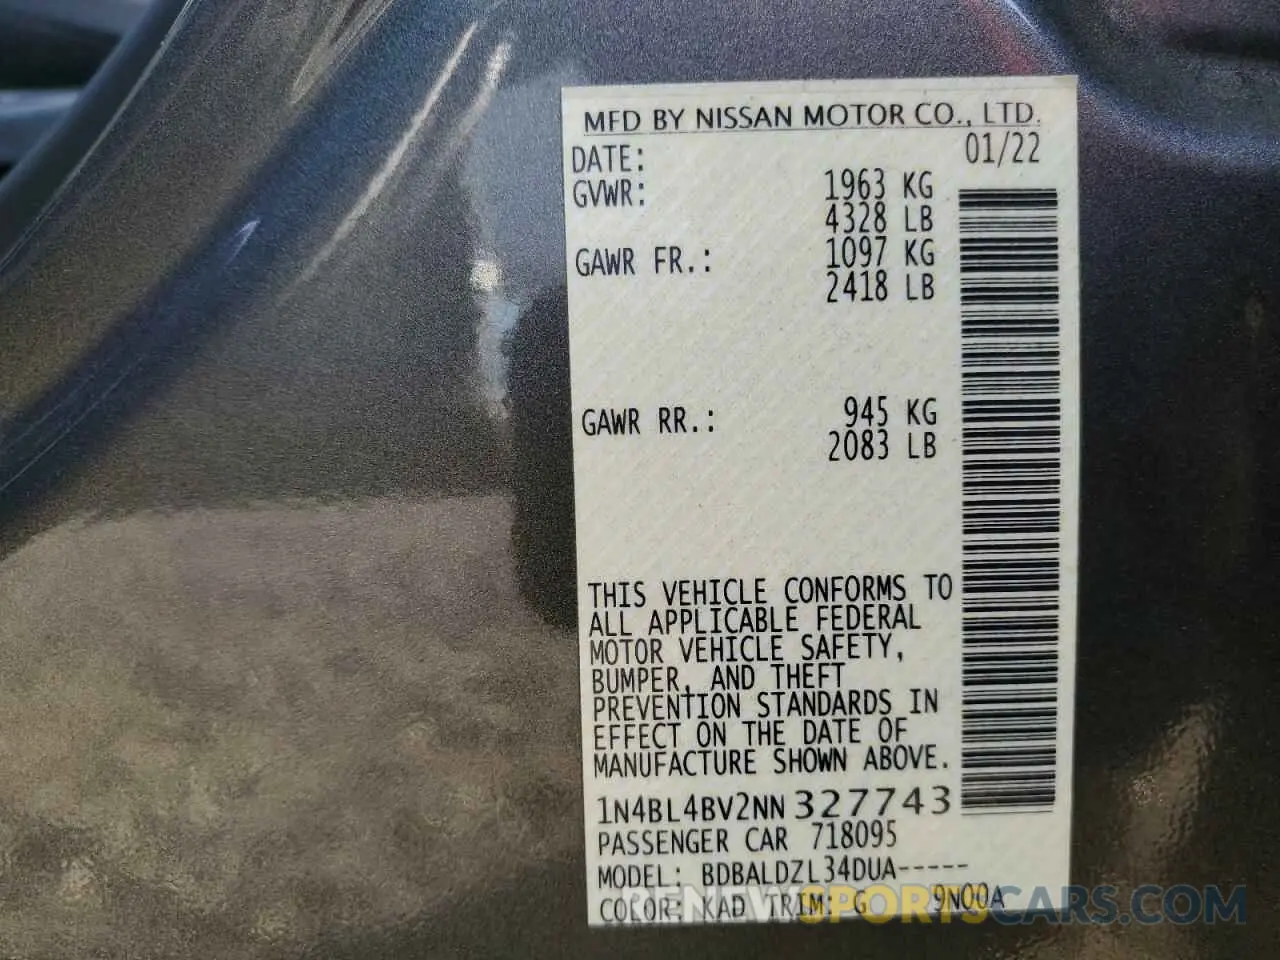 MFD BY NISSAN MOTOR CO., LTD.
DATE: 01/22
GVWR: 1963 KG
4328 LB
GAWR FR.: 1097 KG
2418 LB
GAWR RR.: 945 KG
2083 LB
THIS VEHICLE CONFORMS TO
ALL APPLICABLE FEDERAL
MOTOR VEHICLE SAFETY,
BUMPER, AND THEFT
PREVENTION STANDARDS IN
EFFECT ON THE DATE OF
MANUFACTURE SHOWN ABOVE.
1N4BL4BV2NN327743
PASSENGER CAR 718095
MODEL: BDBALDZL34DUA-----
COLOR: KAD TRIM: G 9N00A
RENEWSPORTSCARS.COM